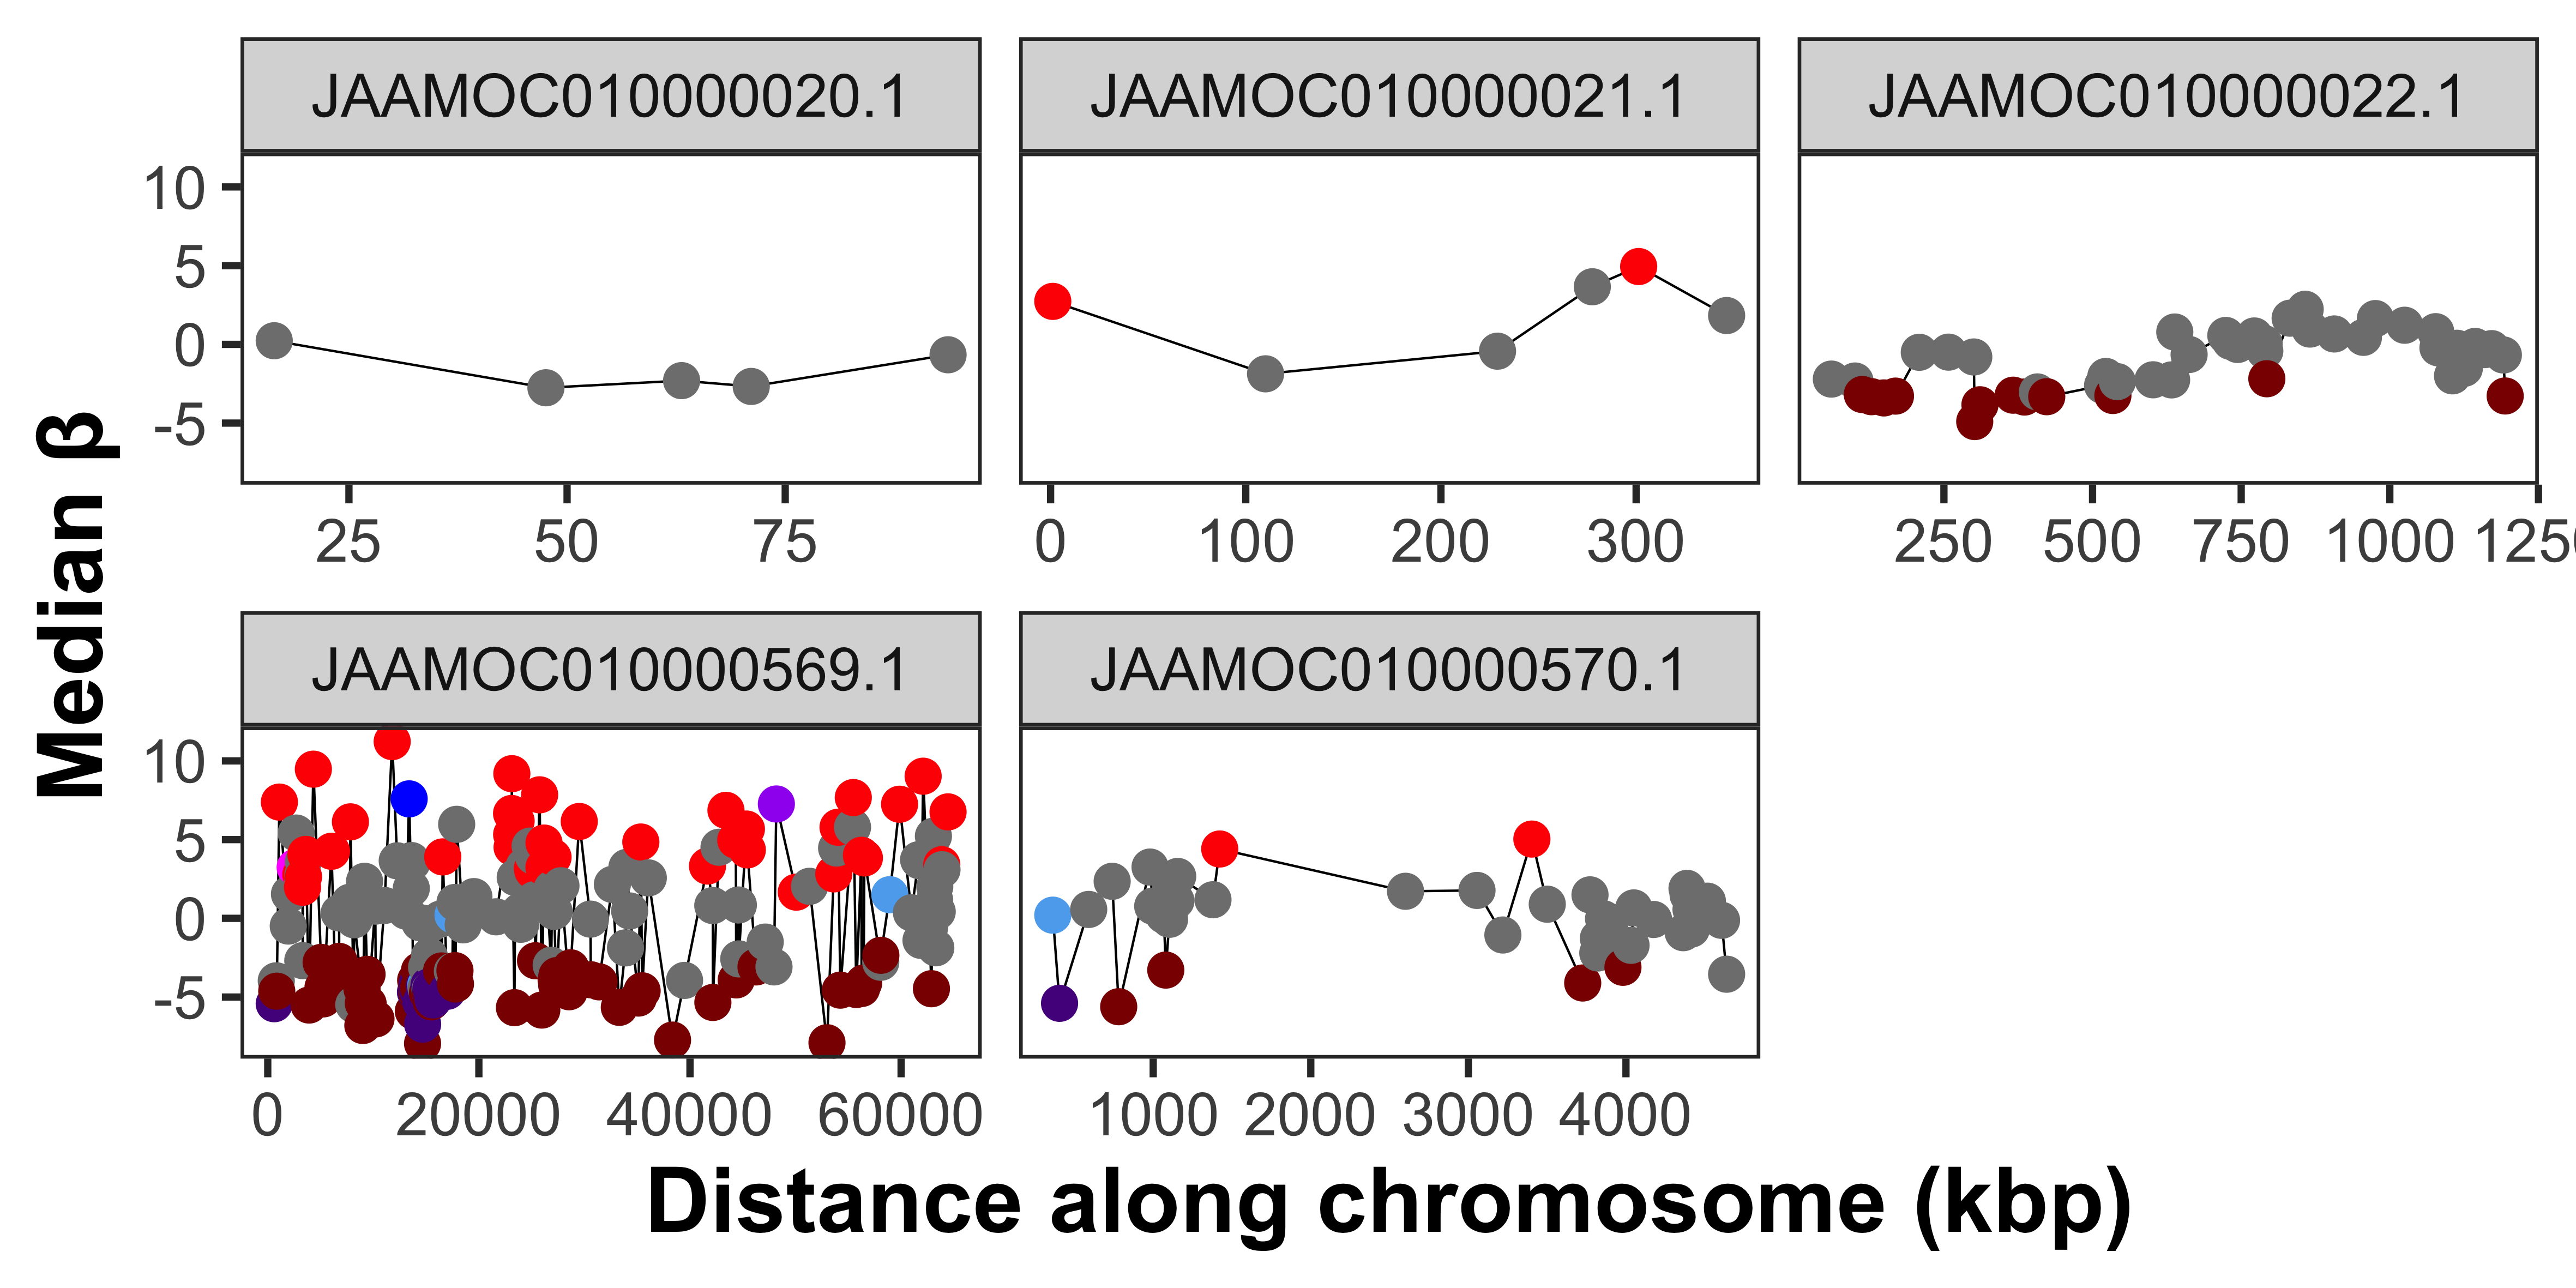 JAAMOC010000020.1 JAAMOC010000021.1 JAAMOC010000022.1
10
5
0
-5
25 50 75 0 100 200 300 250 500 750 1000
Median β
JAAMOC010000569.1 JAAMOC010000570.1
10
5
0
-5
0 20000 40000 60000 1000 2000 3000 4000
Distance along chromosome (kbp)